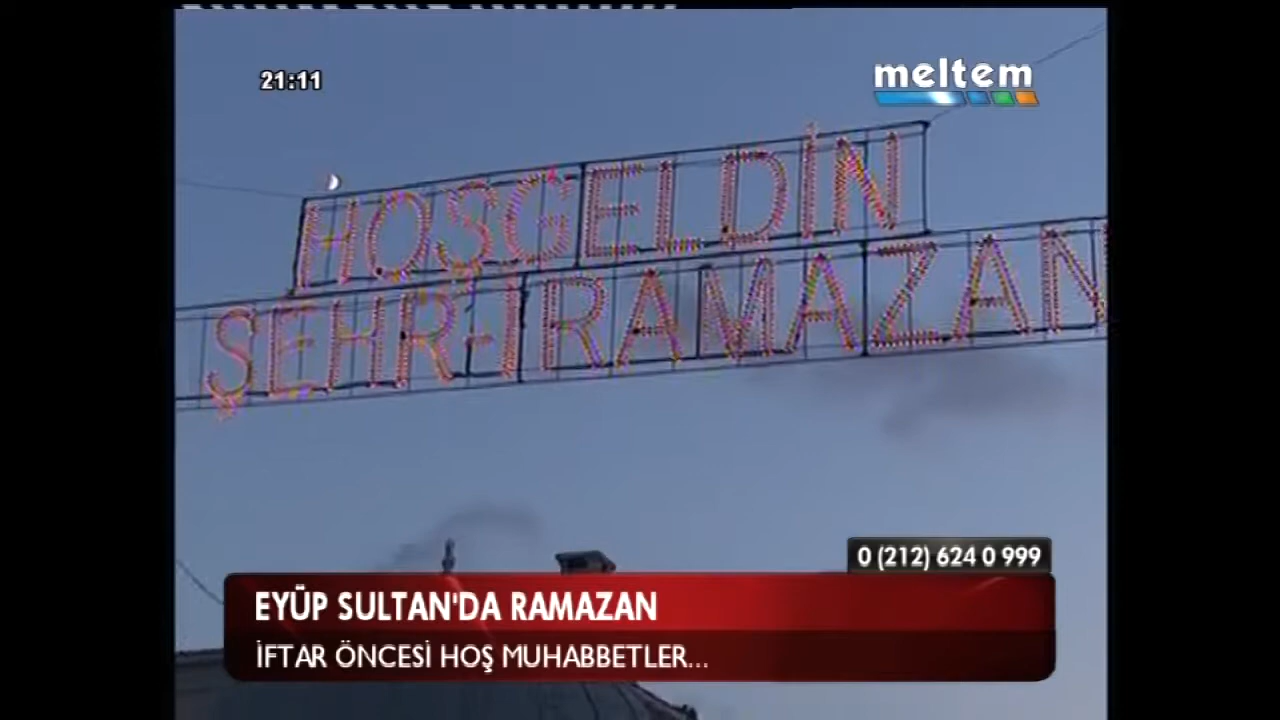 21:11
meltem
HOŞGELDİN
ŞEHR-İ RAMAZAN
0 (212) 624 0 999
EYÜP SULTAN'DA RAMAZAN
İFTAR ÖNCESİ HOŞ MUHABBETLER...